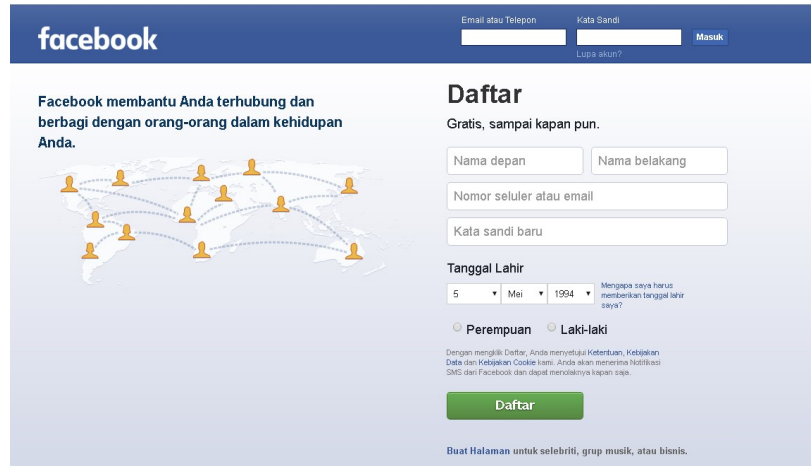 facebook
Email atau Telepon
Kata Sandi
Masuk
Lupa akun?
Facebook membantu Anda terhubung dan
berbagi dengan orang-orang dalam kehidupan
Anda.
Daftar
Gratis, sampai kapan pun.
Nama depan
Nama belakang
Nomor seluler atau email
Kata sandi baru
Tanggal Lahir
5
Mei
1994
Mengapa saya harus
memberikan tanggal lahir
saya?
Perempuan
Laki-laki
Dengan mengklik Daftar, Anda menyetujui Ketentuan, Kebijakan
Data dan Kebijakan Cookie kami. Anda akan menerima Notifikasi
SMS dari Facebook dan dapat menolaknya kapan saja.
Daftar
Buat Halaman untuk selebriti, grup musik, atau bisnis.